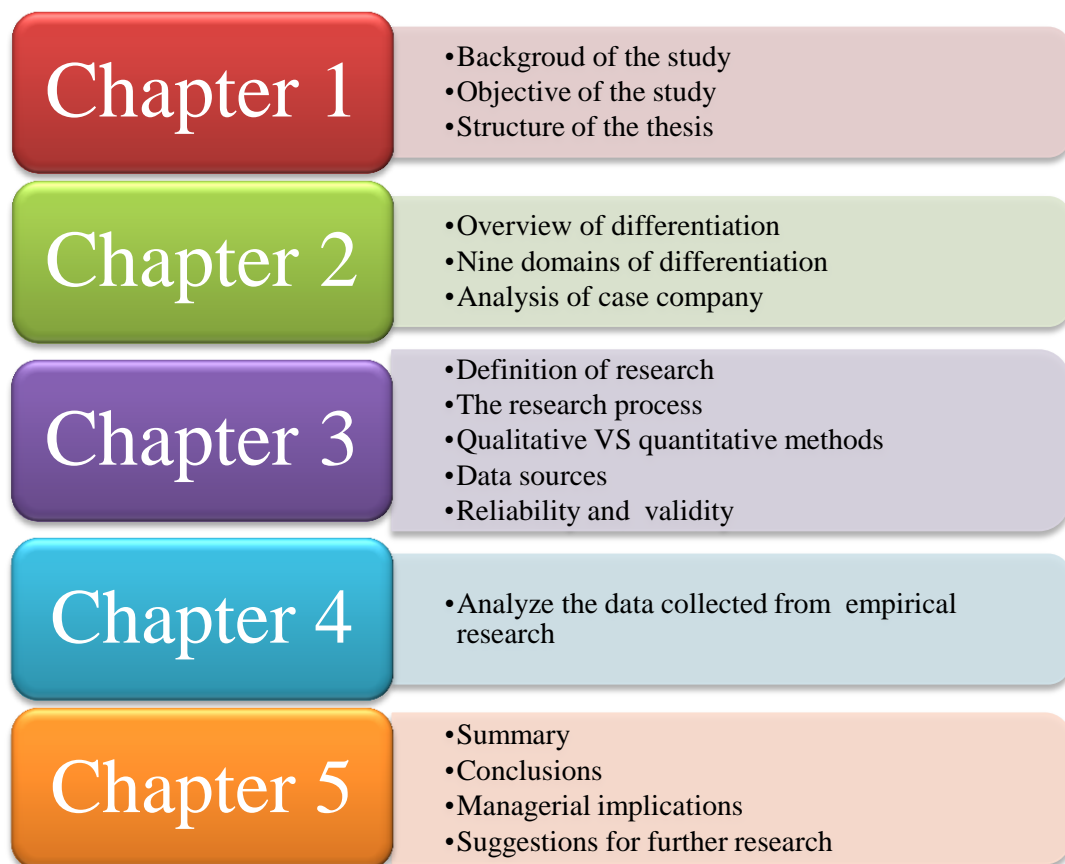 Chapter 1
•Backgroud of the study
•Objective of the study
•Structure of the thesis
Chapter 2
•Overview of differentiation
•Nine domains of differentiation
•Analysis of case company
Chapter 3
•Definition of research
•The research process
•Qualitative VS quantitative methods
•Data sources
•Reliability and validity
Chapter 4
•Analyze the data collected from empirical
research
Chapter 5
•Summary
•Conclusions
•Managerial implications
•Suggestions for further research